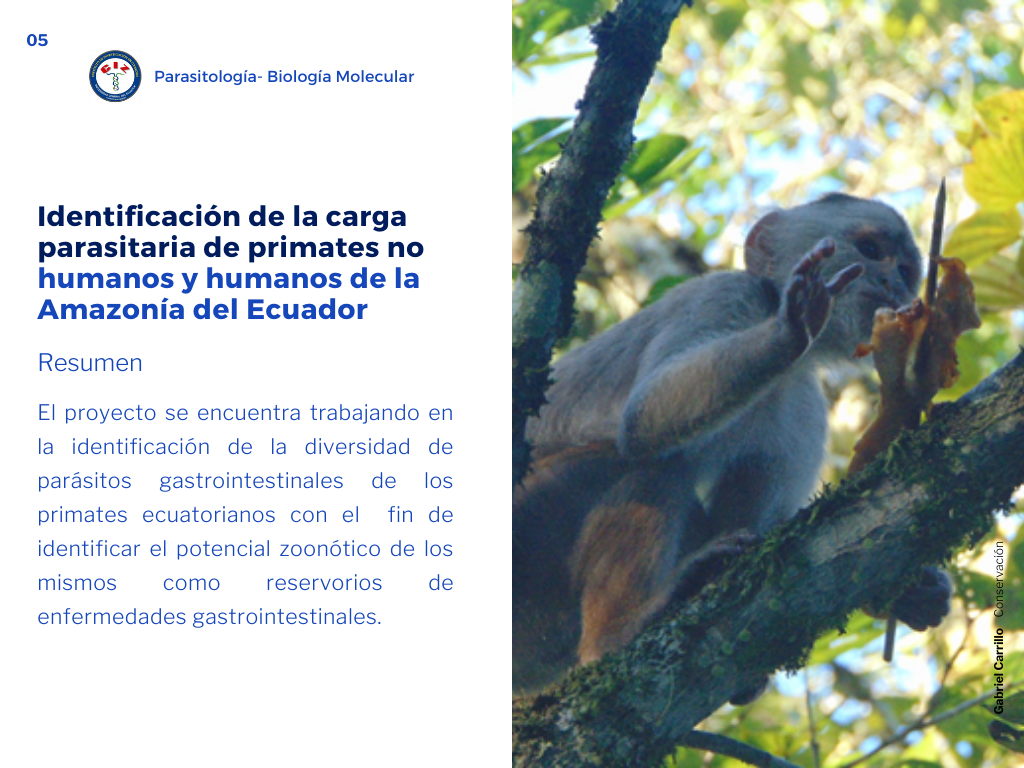 05
GIZ
Parasitología- Biología Molecular
Identificación de la carga
parasitaria de primates no
humanos y humanos de la
Amazonía del Ecuador
Resumen
El proyecto se encuentra trabajando en
la identificación de la diversidad de
parásitos gastrointestinales de los
primates ecuatorianos con el fin de
identificar el potencial zoonótico de los
mismos como reservorios de
enfermedades gastrointestinales.
Gabriel Carrillo Conservación